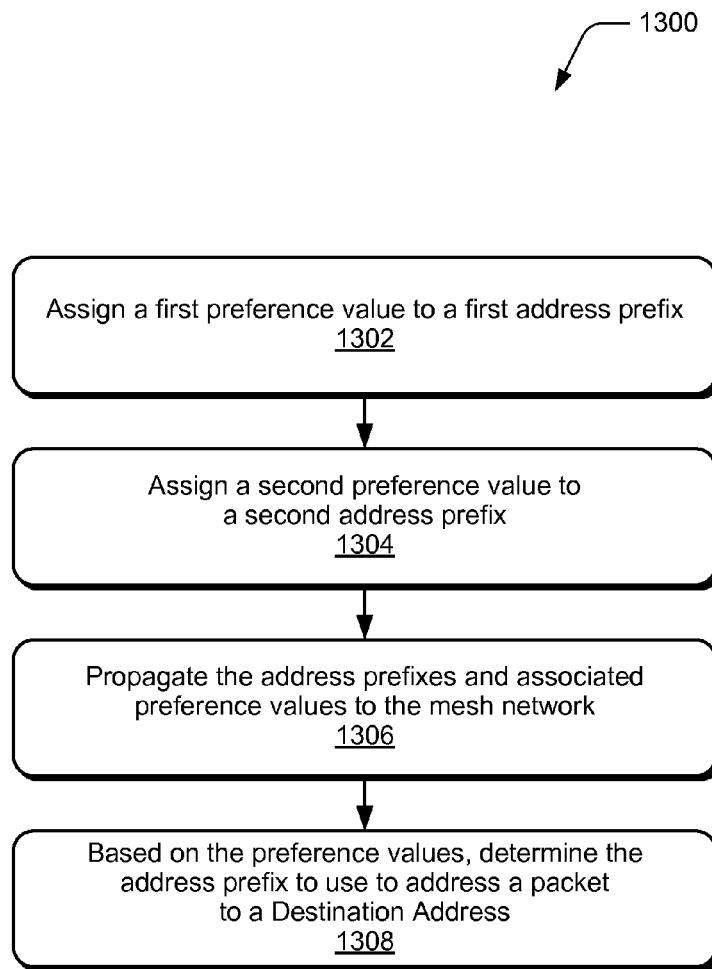 1300
Assign a first preference value to a first address prefix
1302
Assign a second preference value to
a second address prefix
1304
Propagate the address prefixes and associated
preference values to the mesh network
1306
Based on the preference values, determine the
address prefix to use to address a packet
to a Destination Address
1308